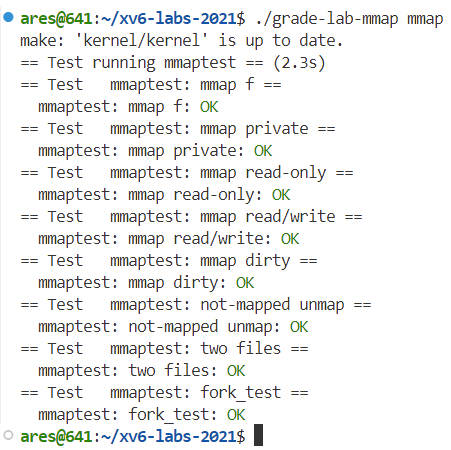 ares@641:~/xv6-labs-2021$ ./grade-lab-mmap mmap
make: 'kernel/kernel' is up to date.
== Test running mmaptest == (2.3s)
== Test   mmaptest: mmap f ==
  mmaptest: mmap f: OK
== Test   mmaptest: mmap private ==
  mmaptest: mmap private: OK
== Test   mmaptest: mmap read-only ==
  mmaptest: mmap read-only: OK
== Test   mmaptest: mmap read/write ==
  mmaptest: mmap read/write: OK
== Test   mmaptest: mmap dirty ==
  mmaptest: mmap dirty: OK
== Test   mmaptest: not-mapped unmap ==
  mmaptest: not-mapped unmap: OK
== Test   mmaptest: two files ==
  mmaptest: two files: OK
== Test   mmaptest: fork_test ==
  mmaptest: fork_test: OK
ares@641:~/xv6-labs-2021$